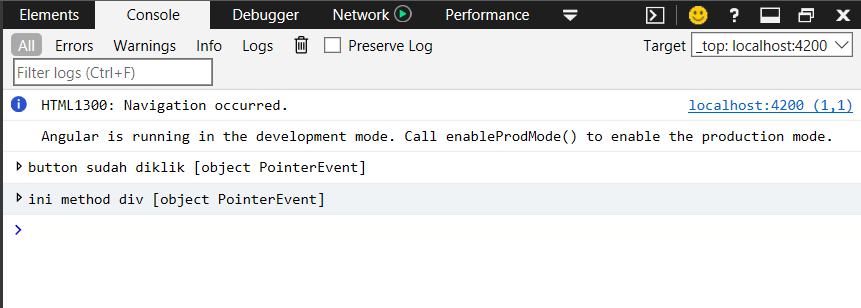 Elements Console Debugger Network Performance ?
All Errors Warnings Info Logs Preserve Log Target _top: localhost:4200
Filter logs (Ctrl+F)
HTML1300: Navigation occurred. localhost:4200 (1,1)
Angular is running in the development mode. Call enableProdMode() to enable the production mode.
button sudah diklik [object PointerEvent]
ini method div [object PointerEvent]